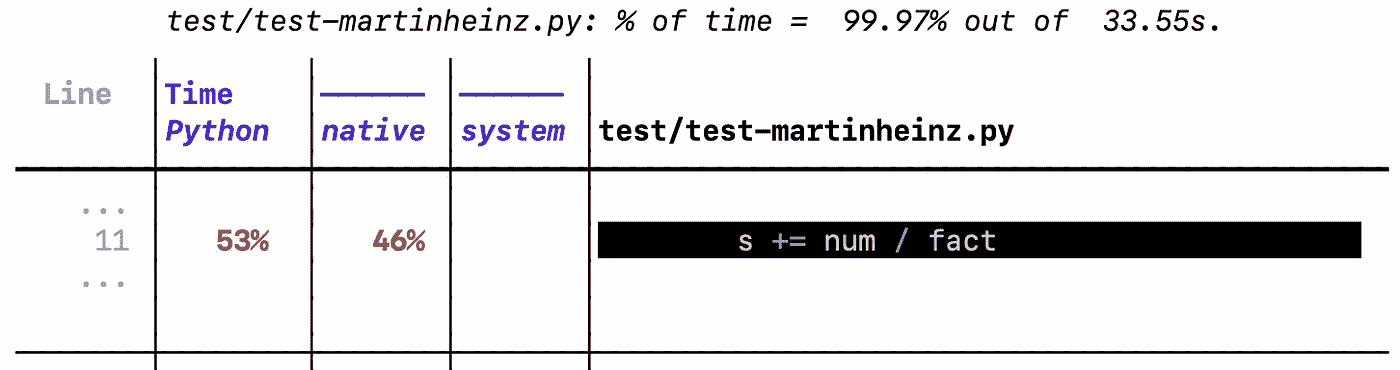 test/test-martinheinz.py: % of time =  99.97% out of  33.55s.
Line Time
Python native system test/test-martinheinz.py
...
11 53% 46% s += num / fact
...